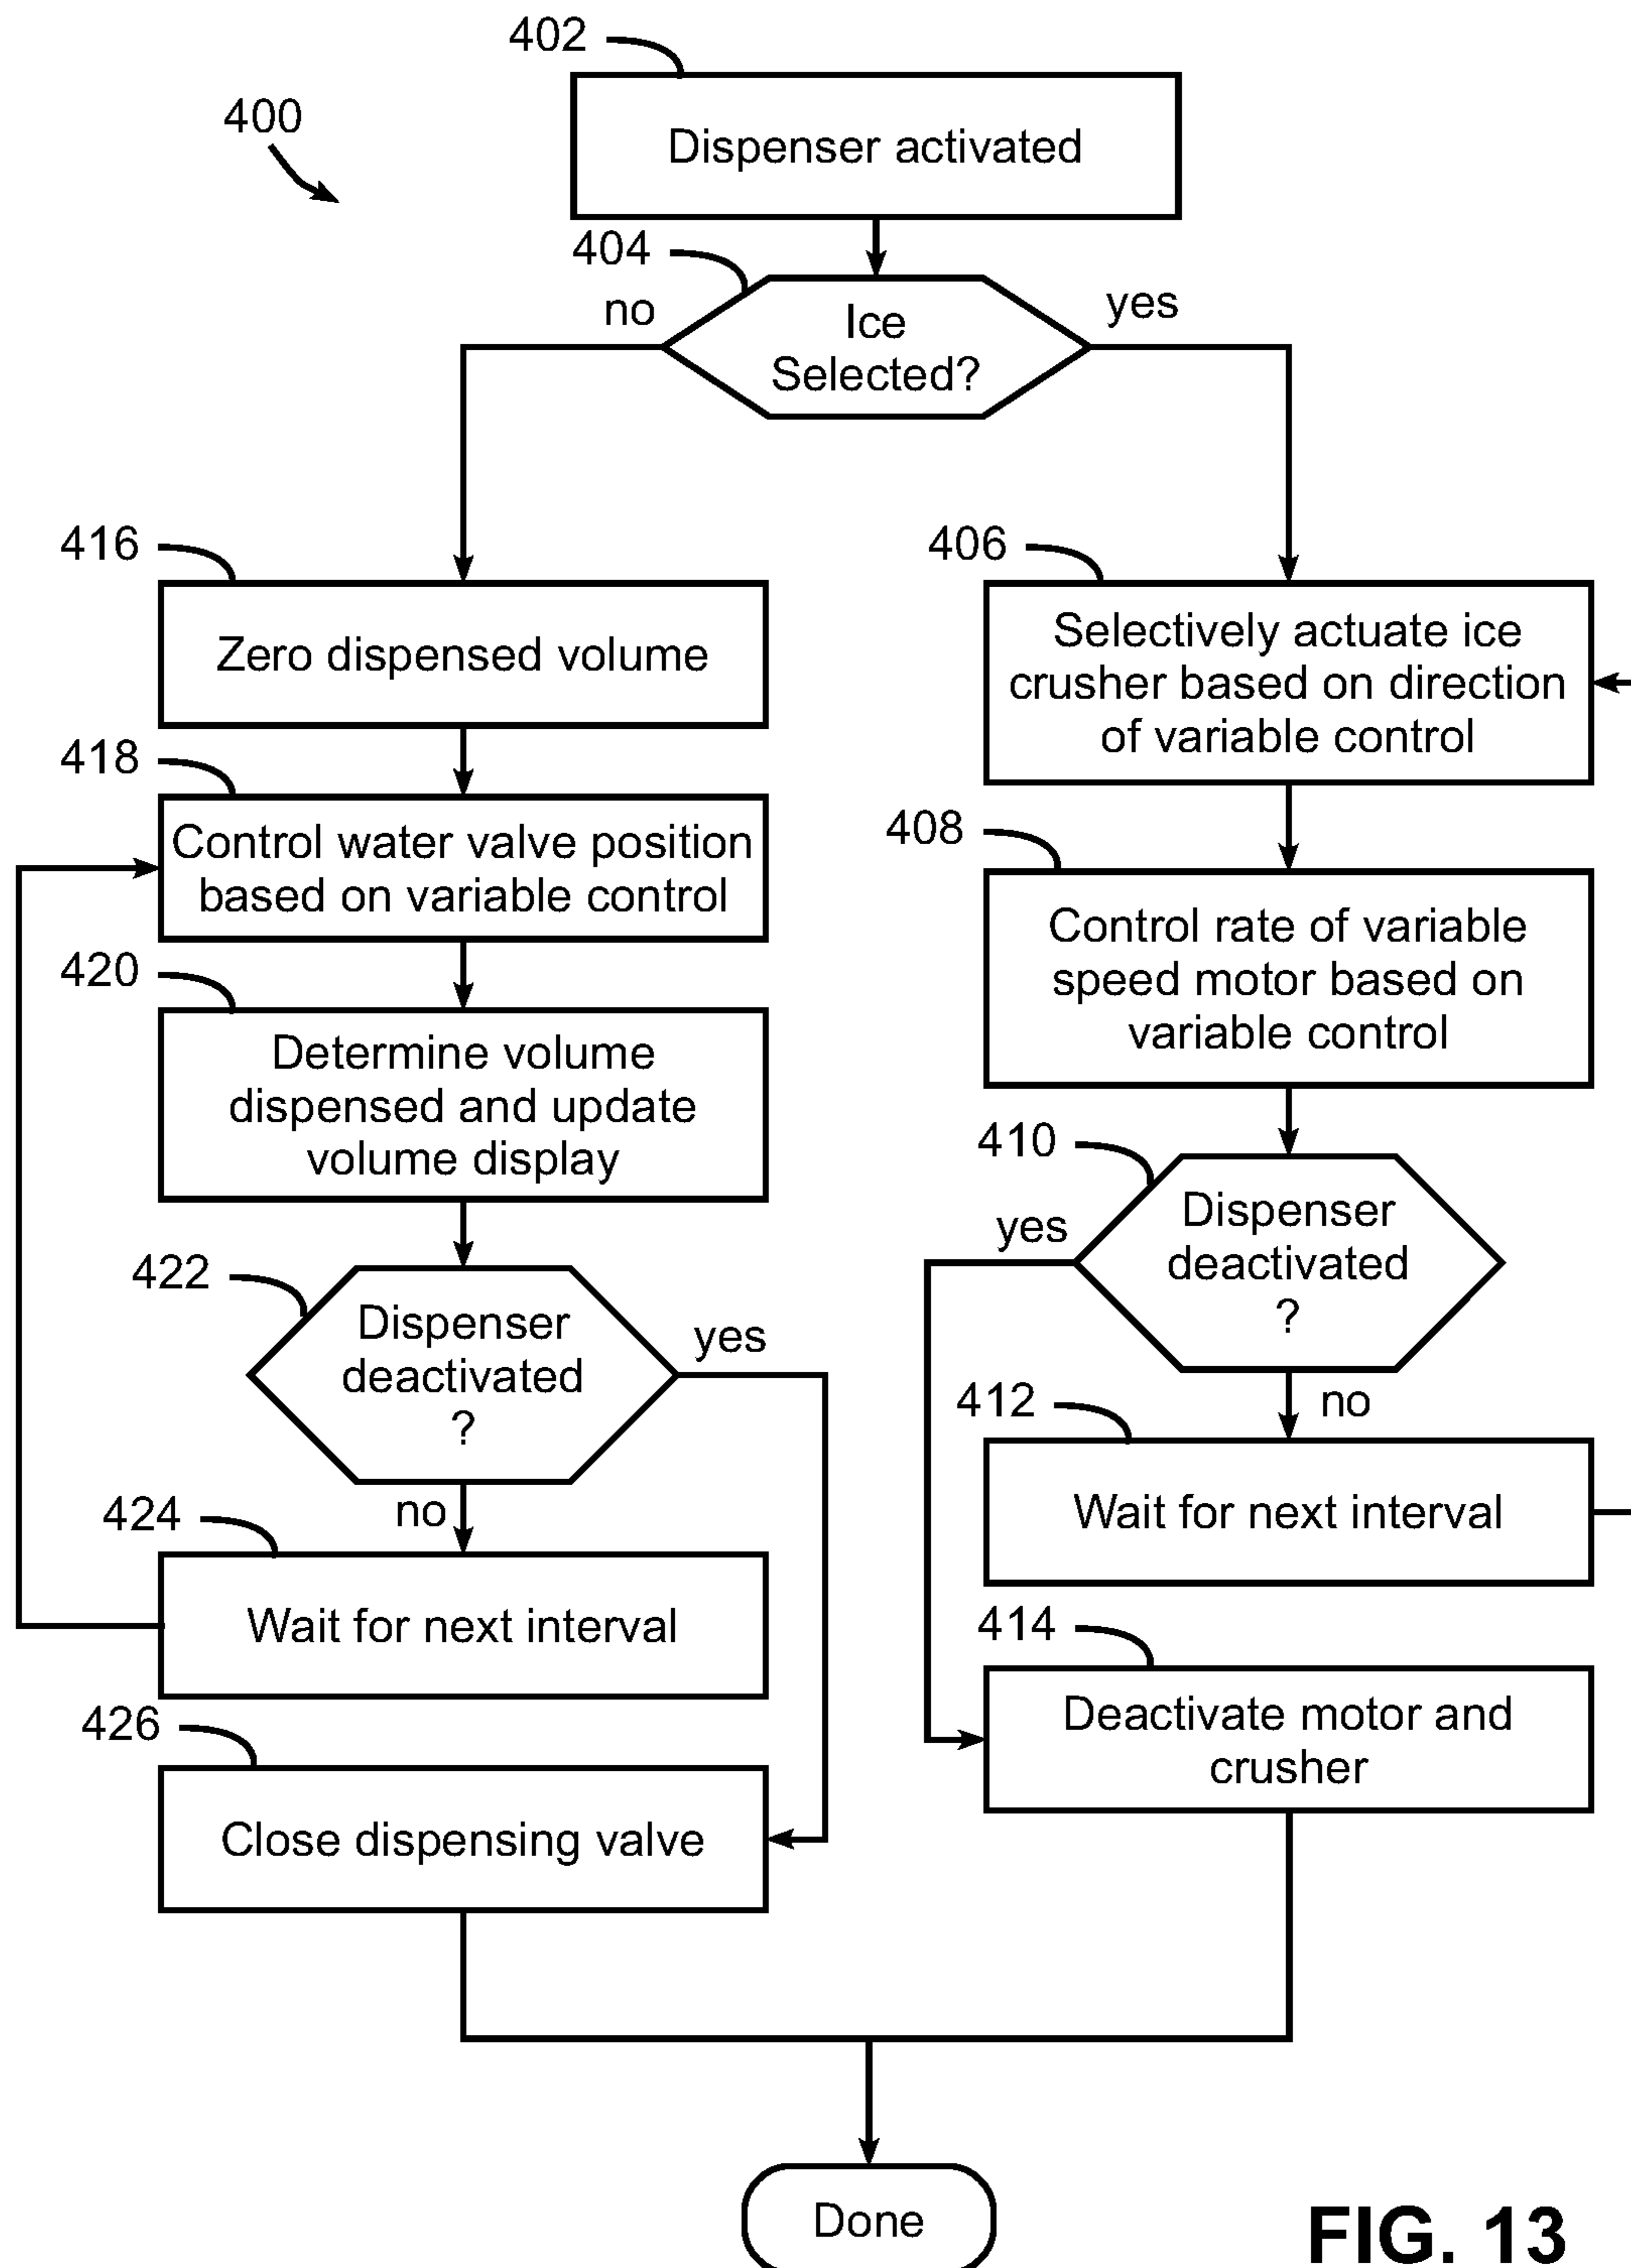 402
400
Dispenser activated
404
no
yes
Ice
Selected?
416
Zero dispensed volume
418
Control water valve position
based on variable control
420
Determine volume
dispensed and update
volume display
422
Dispenser
deactivated
?
yes
no
424
Wait for next interval
426
Close dispensing valve
406
Selectively actuate ice
crusher based on direction
of variable control
408
Control rate of variable
speed motor based on
variable control
410
Dispenser
deactivated
?
yes
no
412
Wait for next interval
414
Deactivate motor and
crusher
Done
FIG. 13